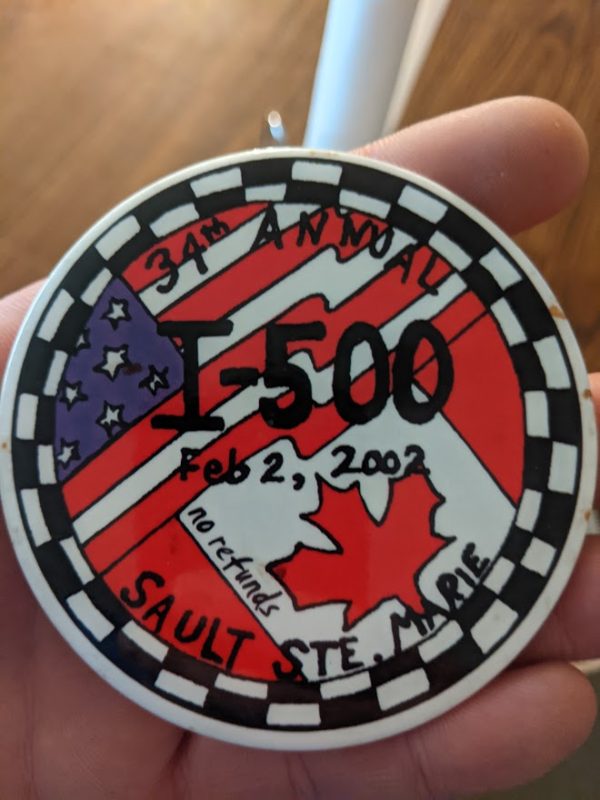 34th ANNUAL
I-500
Feb 2, 2002
no refunds
SAULT STE. MARIE